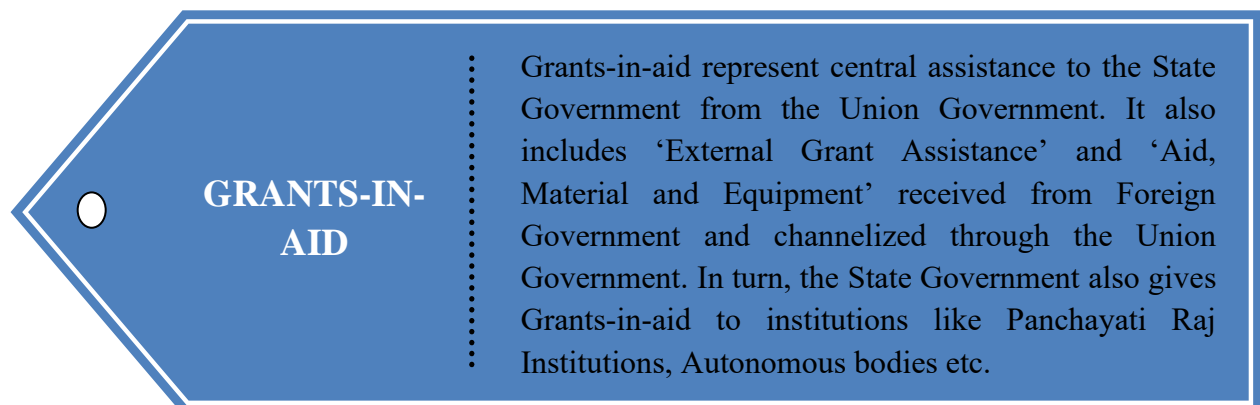 GRANTS-IN-
AID
Grants-in-aid represent central assistance to the State
Government from the Union Government. It also
includes ‘External Grant Assistance’ and ‘Aid,
Material and Equipment’ received from Foreign
Government and channelized through the Union
Government. In turn, the State Government also gives
Grants-in-aid to institutions like Panchayati Raj
Institutions, Autonomous bodies etc.